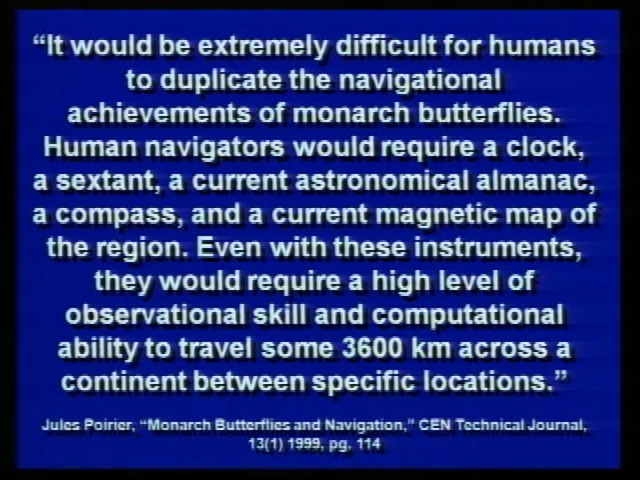 “It would be extremely difficult for humans
to duplicate the navigational
achievements of monarch butterflies.
Human navigators would require a clock,
a sextant, a current astronomical almanac,
a compass, and a current magnetic map of
the region. Even with these instruments,
they would require a high level of
observational skill and computational
ability to travel some 3600 km across a
continent between specific locations.”
Jules Poirier, “Monarch Butterflies and Navigation,” CEN Technical Journal,
13(1) 1999, pg. 114